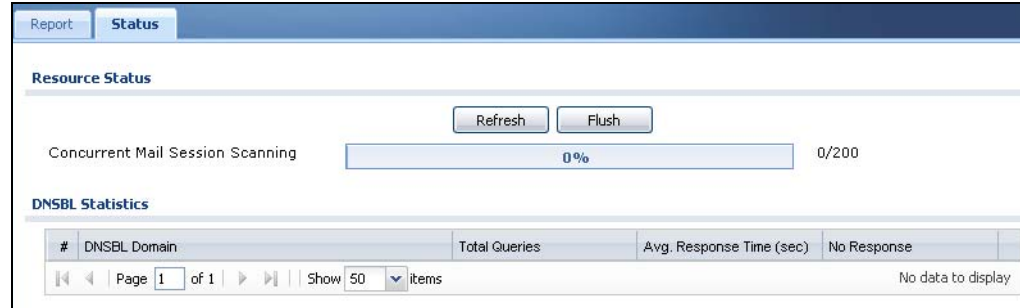 Report Status
Resource Status
Refresh Flush
Concurrent Mail Session Scanning 0% 0/200
DNSBL Statistics
# DNSBL Domain Total Queries Avg. Response Time (sec) No Response
Page 1 of 1 Show 50 items No data to display